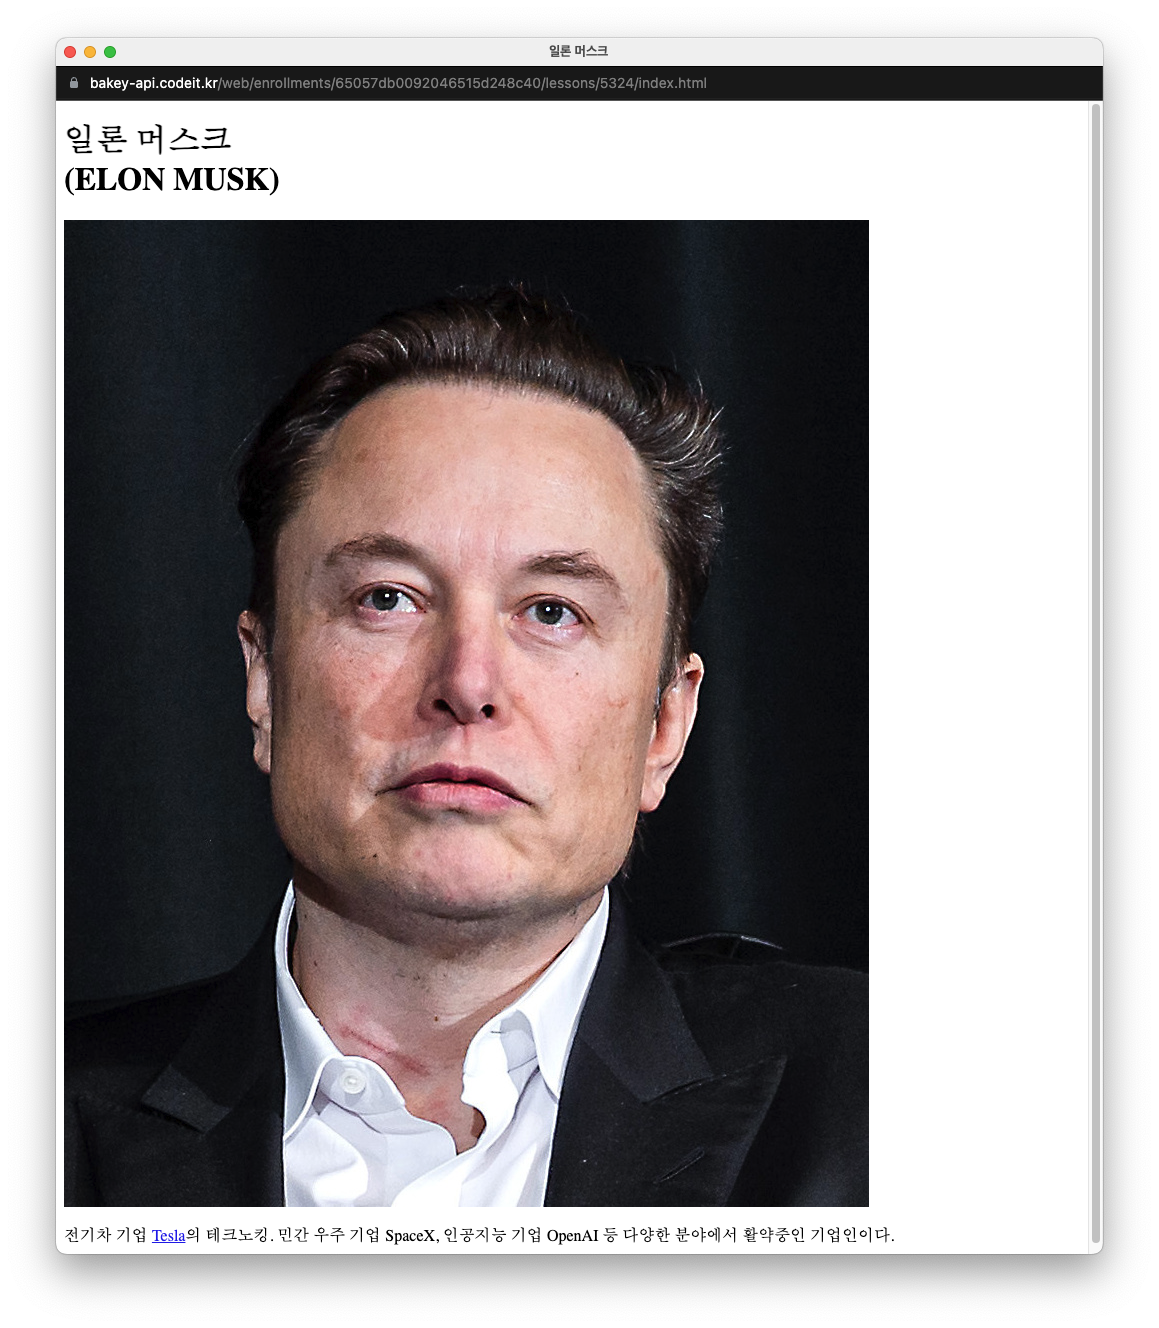 일론 머스크
bakey-api.codeit.kr/web/enrollments/65057db0092046515d248c40/lessons/5324/index.html
일론 머스크
(ELON MUSK)
전기차 기업 Tesla의 테크노킹. 민간 우주 기업 SpaceX, 인공지능 기업 OpenAI 등 다양한 분야에서 활약중인 기업인이다.